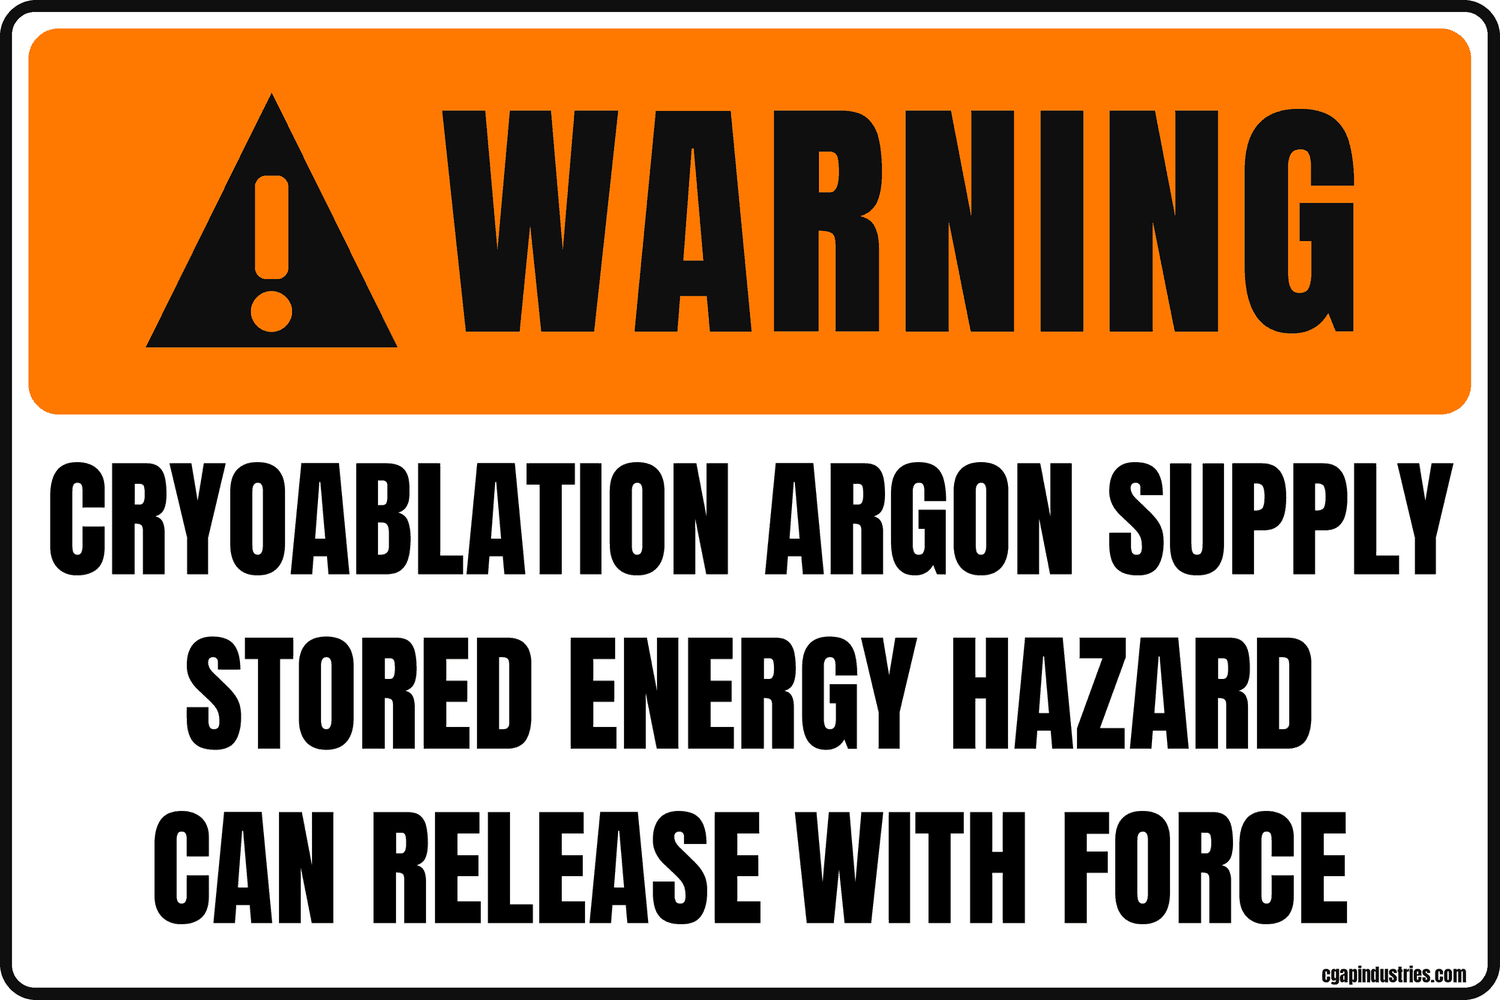 WARNING
CRYOABLATION ARGON SUPPLY
STORED ENERGY HAZARD
CAN RELEASE WITH FORCE
cgapindustries.com